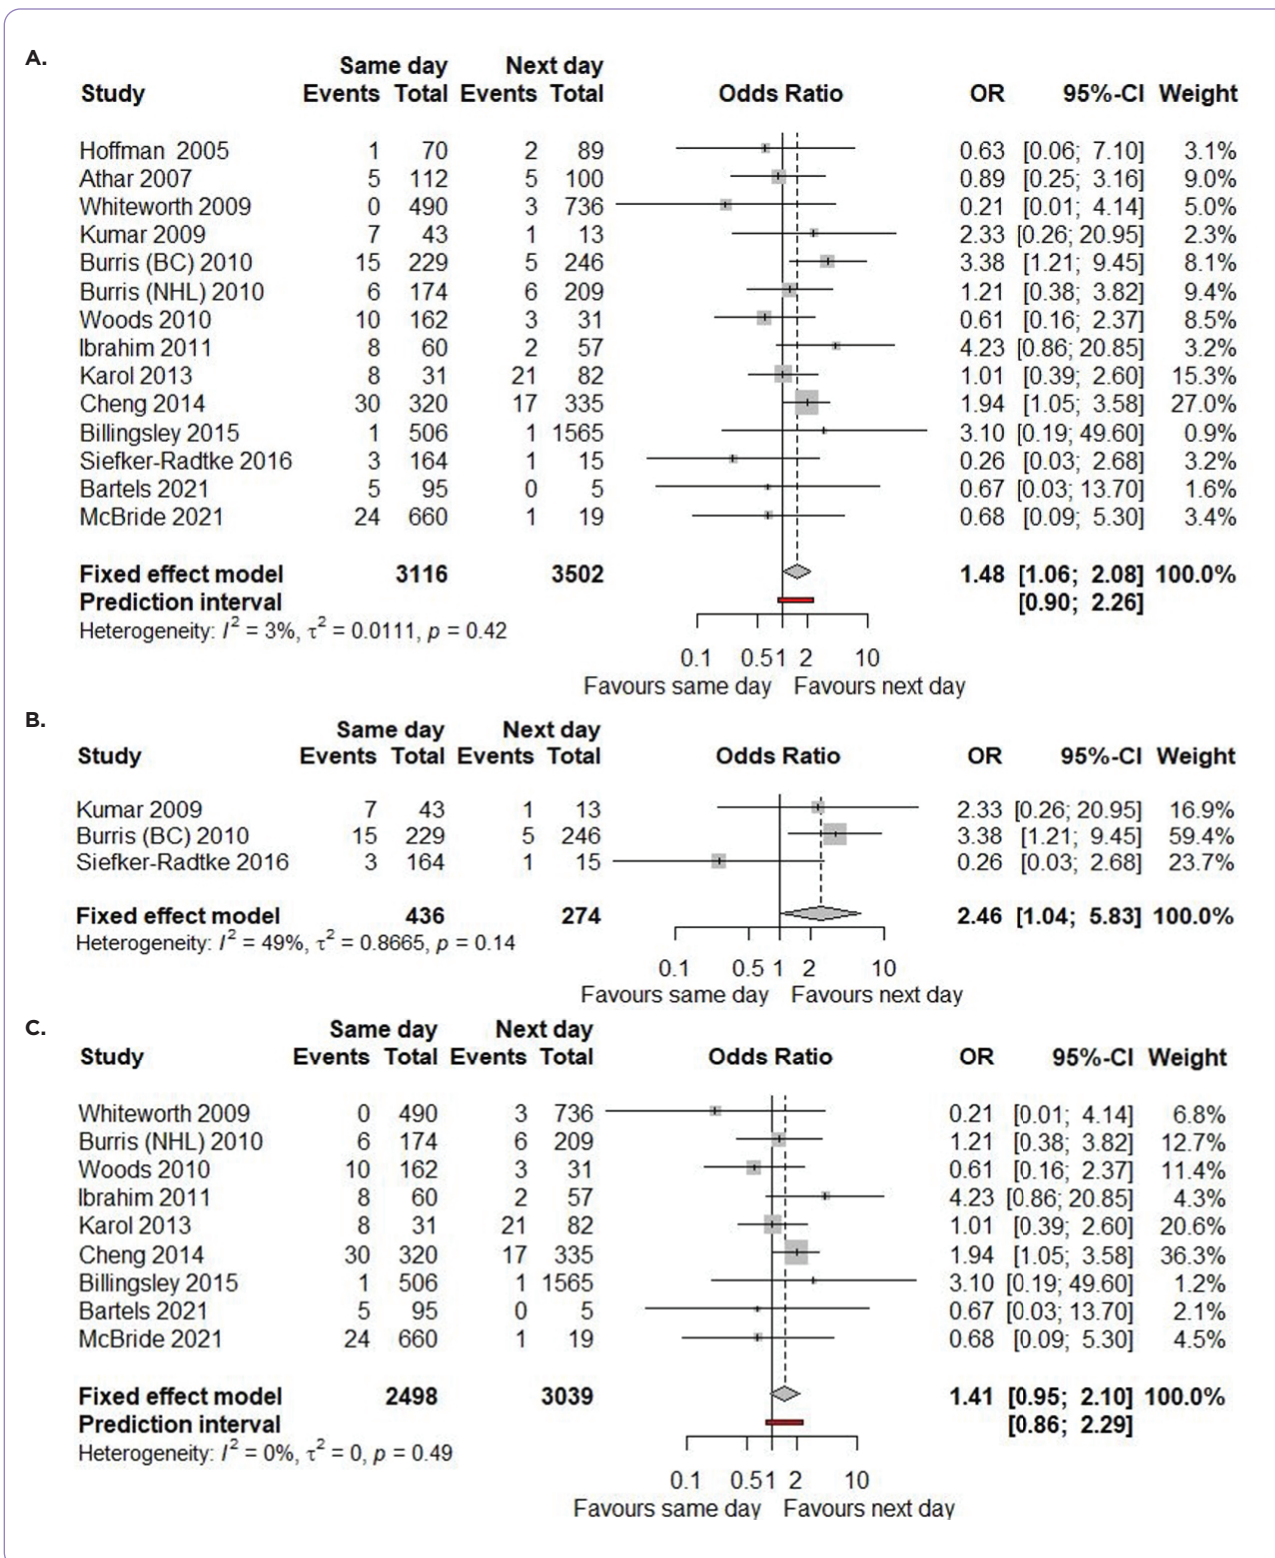 A.
Same day Next day
Study Events Total Events Total Odds Ratio OR 95%-CI Weight
Hoffman 2005 1 70 2 89 0.63 [0.06; 7.10] 3.1%
Athar 2007 5 112 5 100 0.89 [0.25; 3.16] 9.0%
Whiteworth 2009 0 490 3 736 0.21 [0.01; 4.14] 5.0%
Kumar 2009 7 43 1 13 2.33 [0.26; 20.95] 2.3%
Burris (BC) 2010 15 229 5 246 3.38 [1.21; 9.45] 8.1%
Burris (NHL) 2010 6 174 6 209 1.21 [0.38; 3.82] 9.4%
Woods 2010 10 162 3 31 0.61 [0.16; 2.37] 8.5%
Ibrahim 2011 8 60 2 57 4.23 [0.86; 20.85] 3.2%
Karol 2013 8 31 21 82 1.01 [0.39; 2.60] 15.3%
Cheng 2014 30 320 17 335 1.94 [1.05; 3.58] 27.0%
Billingsley 2015 1 506 1 1565 3.10 [0.19; 49.60] 0.9%
Siefker-Radtke 2016 3 164 1 15 0.26 [0.03; 2.68] 3.2%
Bartels 2021 5 95 0 5 0.67 [0.03; 13.70] 1.6%
McBride 2021 24 660 1 19 0.68 [0.09; 5.30] 3.4%
Fixed effect model 3116 3502 1.48 [1.06; 2.08] 100.0%
Prediction interval [0.90; 2.26]
Heterogeneity: I² = 3%, τ² = 0.0111, p = 0.42
0.1 0.5 1 2 10
Favours same day Favours next day
B.
Same day Next day
Study Events Total Events Total Odds Ratio OR 95%-CI Weight
Kumar 2009 7 43 1 13 2.33 [0.26; 20.95] 16.9%
Burris (BC) 2010 15 229 5 246 3.38 [1.21; 9.45] 59.4%
Siefker-Radtke 2016 3 164 1 15 0.26 [0.03; 2.68] 23.7%
Fixed effect model 436 274 2.46 [1.04; 5.83] 100.0%
Heterogeneity: I² = 49%, τ² = 0.8665, p = 0.14
0.1 0.5 1 2 10
Favours same day Favours next day
C.
Same day Next day
Study Events Total Events Total Odds Ratio OR 95%-CI Weight
Whiteworth 2009 0 490 3 736 0.21 [0.01; 4.14] 6.8%
Burris (NHL) 2010 6 174 6 209 1.21 [0.38; 3.82] 12.7%
Woods 2010 10 162 3 31 0.61 [0.16; 2.37] 11.4%
Ibrahim 2011 8 60 2 57 4.23 [0.86; 20.85] 4.3%
Karol 2013 8 31 21 82 1.01 [0.39; 2.60] 20.6%
Cheng 2014 30 320 17 335 1.94 [1.05; 3.58] 36.3%
Billingsley 2015 1 506 1 1565 3.10 [0.19; 49.60] 1.2%
Bartels 2021 5 95 0 5 0.67 [0.03; 13.70] 2.1%
McBride 2021 24 660 1 19 0.68 [0.09; 5.30] 4.5%
Fixed effect model 2498 3039 1.41 [0.95; 2.10] 100.0%
Prediction interval [0.86; 2.29]
Heterogeneity: I² = 0%, τ² = 0, p = 0.49
0.1 0.5 1 2 10
Favours same day Favours next day